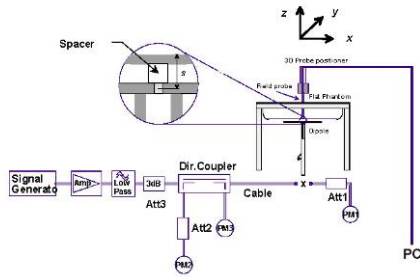 z
y
x
Spacer
s
3D Probe positioner
Field probe
Flat Phantom
Dipole
Dir.Coupler
Signal
Generato
Amp
Low
Pass
3dB
Cable
x
Att1
Att3
Att2
PM3
PM1
PM2
PC